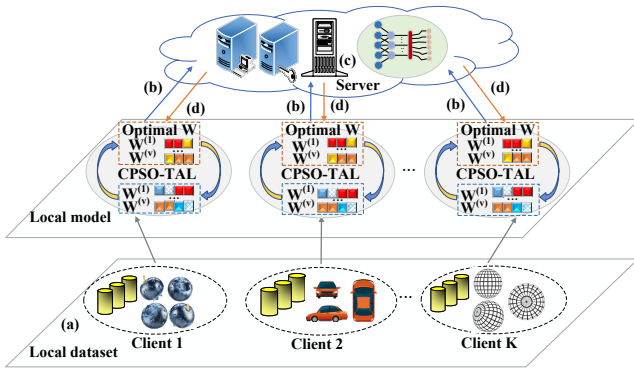 (c)
Server
(b)
(d)
(b)
(d)
(b)
(d)
Optimal W
W(1)
...
W(v)
CPSO-TAL
W(1)
...
W(v)
Optimal W
W(1)
...
W(v)
CPSO-TAL
W(1)
...
W(v)
...
Optimal W
W(1)
...
W(v)
CPSO-TAL
W(1)
...
W(v)
Local model
(a)
Client 1
Client 2
...
Client K
Local dataset